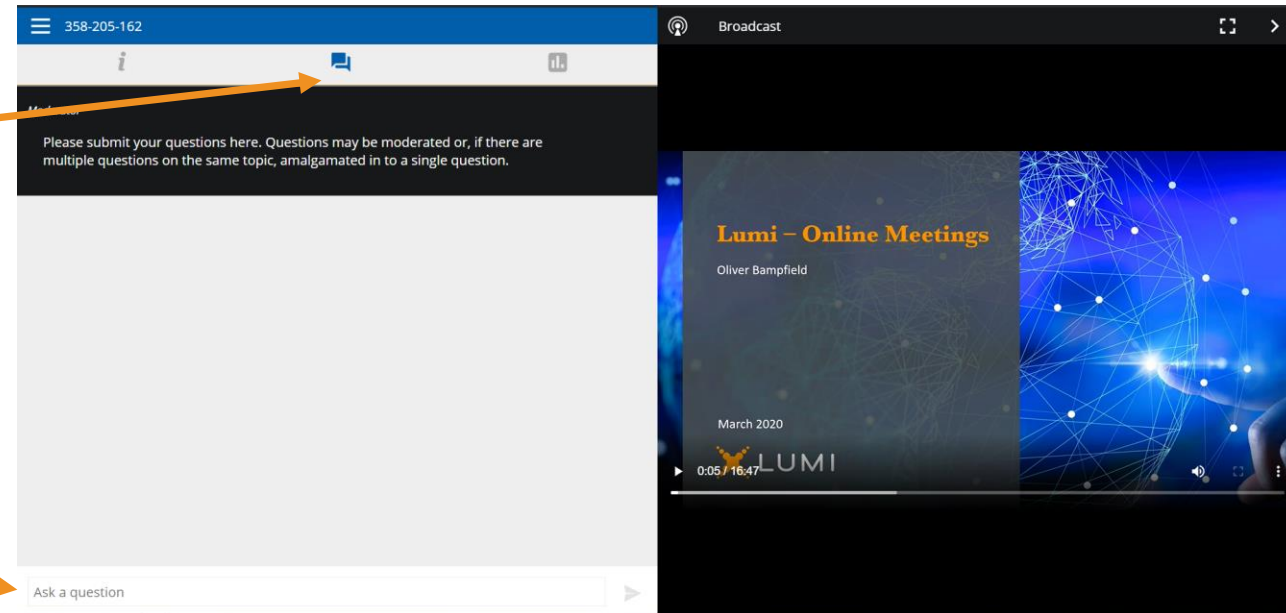 358-205-162
Broadcast
i
Please submit your questions here. Questions may be moderated or, if there are
multiple questions on the same topic, amalgamated in to a single question.
Lumi – Online Meetings
Oliver Bampfield
March 2020
LUMI
0:05 / 16:47
Ask a question